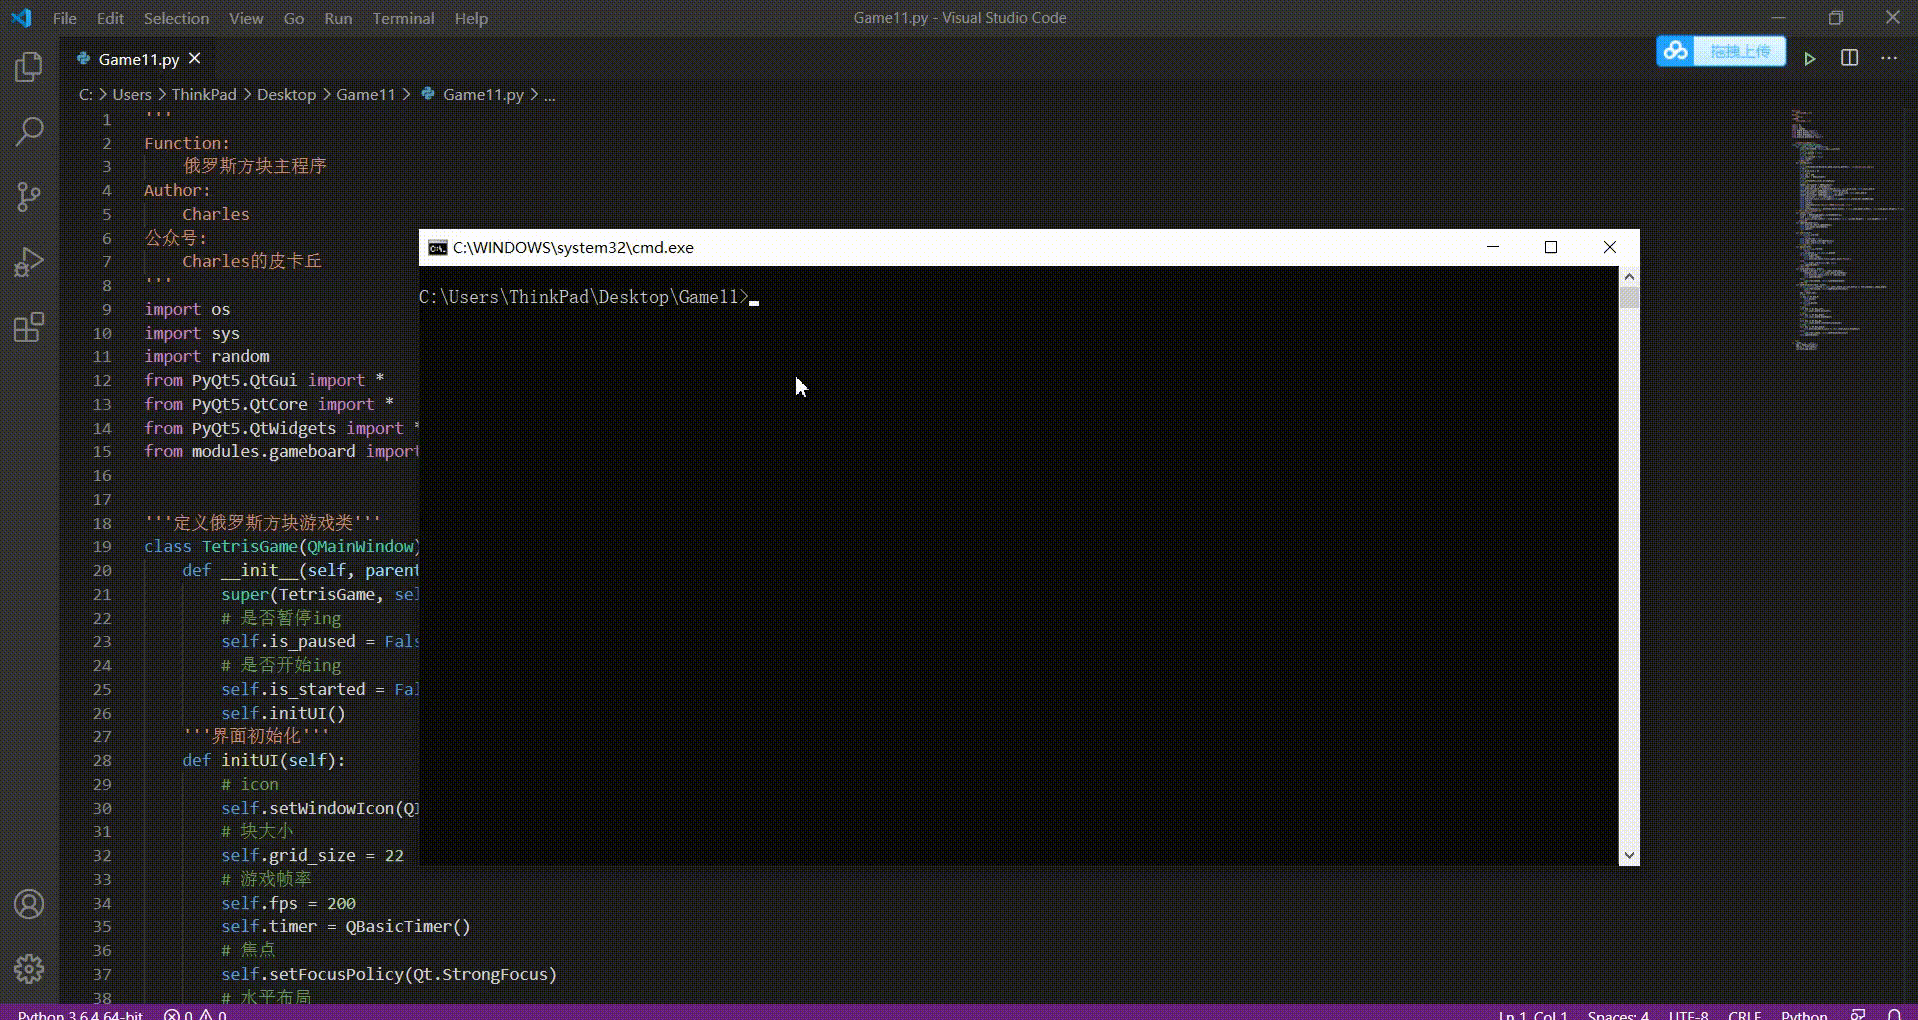 File Edit Selection View Go Run Terminal Help
Game11.py - Visual Studio Code
Game11.py
拖拽上传
C: > Users > ThinkPad > Desktop > Game11 > Game11.py > ...
1 '''
2 Function:
3 俄罗斯方块主程序
4 Author:
5 Charles
6 公众号:
7 Charles的皮卡丘
8 '''
9 import os
10 import sys
11 import random
12 from PyQt5.QtGui import *
13 from PyQt5.QtCore import *
14 from PyQt5.QtWidgets import *
15 from modules.gameboard import
16
17
18 '''定义俄罗斯方块游戏类'''
19 class TetrisGame(QMainWindow)
20 def __init__(self, parent
21 super(TetrisGame, sel
22 # 是否暂停ing
23 self.is_paused = Fals
24 # 是否开始ing
25 self.is_started = Fal
26 self.initUI()
27 '''界面初始化'''
28 def initUI(self):
29 # icon
30 self.setWindowIcon(QI
31 # 块大小
32 self.grid_size = 22
33 # 游戏帧率
34 self.fps = 200
35 self.timer = QBasicTimer()
36 # 焦点
37 self.setFocusPolicy(Qt.StrongFocus)
38 # 水平布局
C:\WINDOWS\system32\cmd.exe
C:\Users\ThinkPad\Desktop\Game11>
Python 3.6.4 64-bit 0 0
Ln 1, Col 1 Spaces: 4 UTF-8 CRLF Python